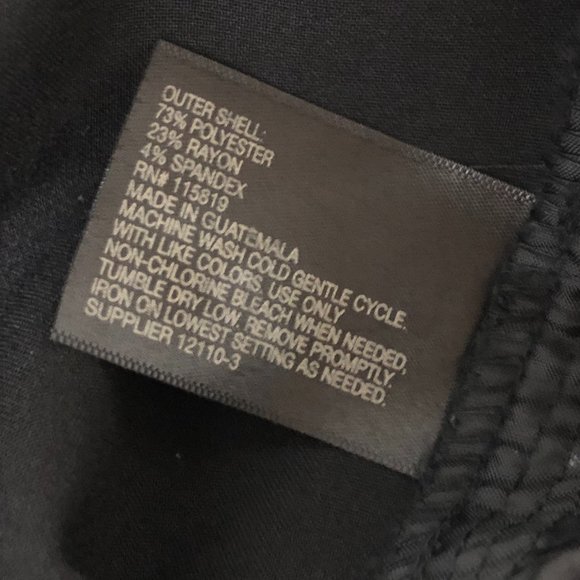 OUTER SHELL:
73% POLYESTER
23% RAYON
4% SPANDEX
RN# 115819
MADE IN GUATEMALA
MACHINE WASH COLD GENTLE CYCLE.
WITH LIKE COLORS. USE ONLY
NON-CHLORINE BLEACH WHEN NEEDED.
TUMBLE DRY LOW. REMOVE PROMPTLY.
IRON ON LOWEST SETTING AS NEEDED.
SUPPLIER 12110-3